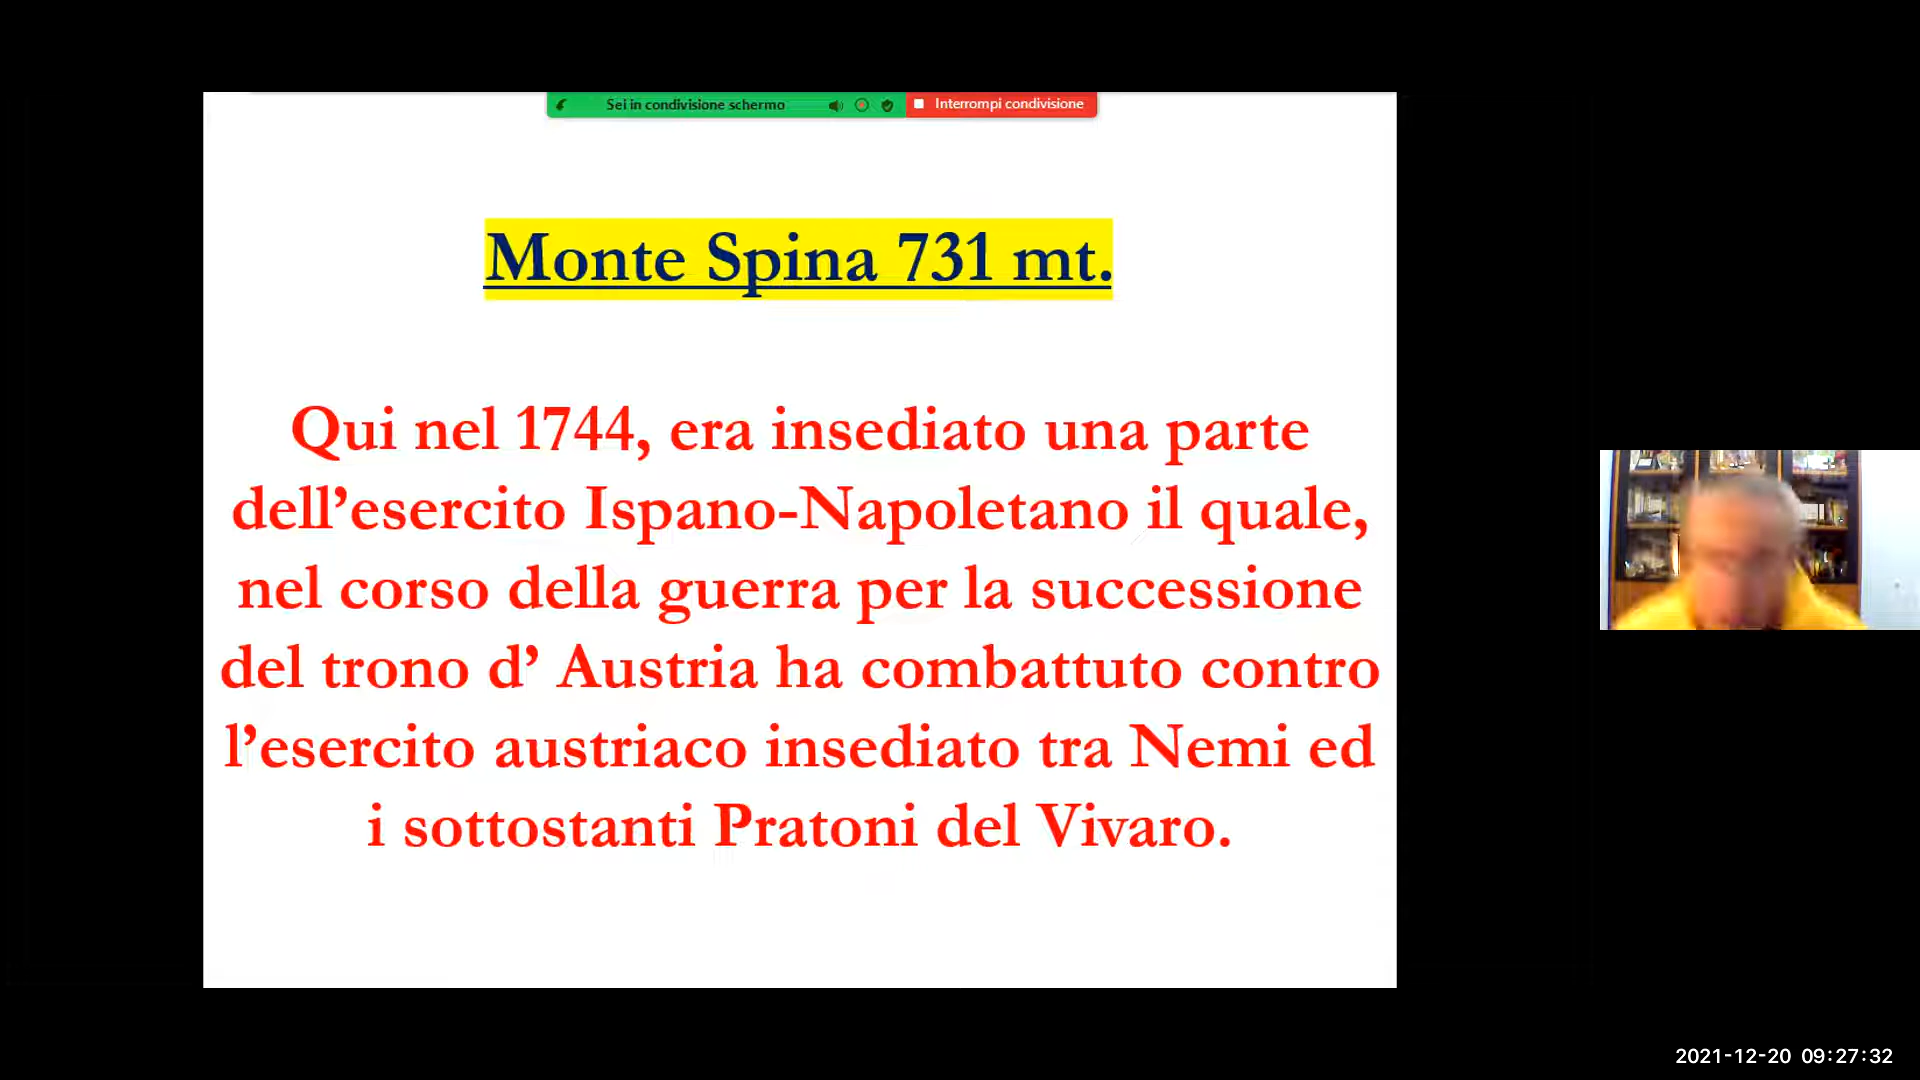 Sei in condivisione schermo
Interrompi condivisione
Monte Spina 731 mt.
Qui nel 1744, era insediato una parte
dell’esercito Ispano-Napoletano il quale,
nel corso della guerra per la successione
del trono d’ Austria ha combattuto contro
l’esercito austriaco insediato tra Nemi ed
i sottostanti Pratoni del Vivaro.
2021-12-20 09:27:32